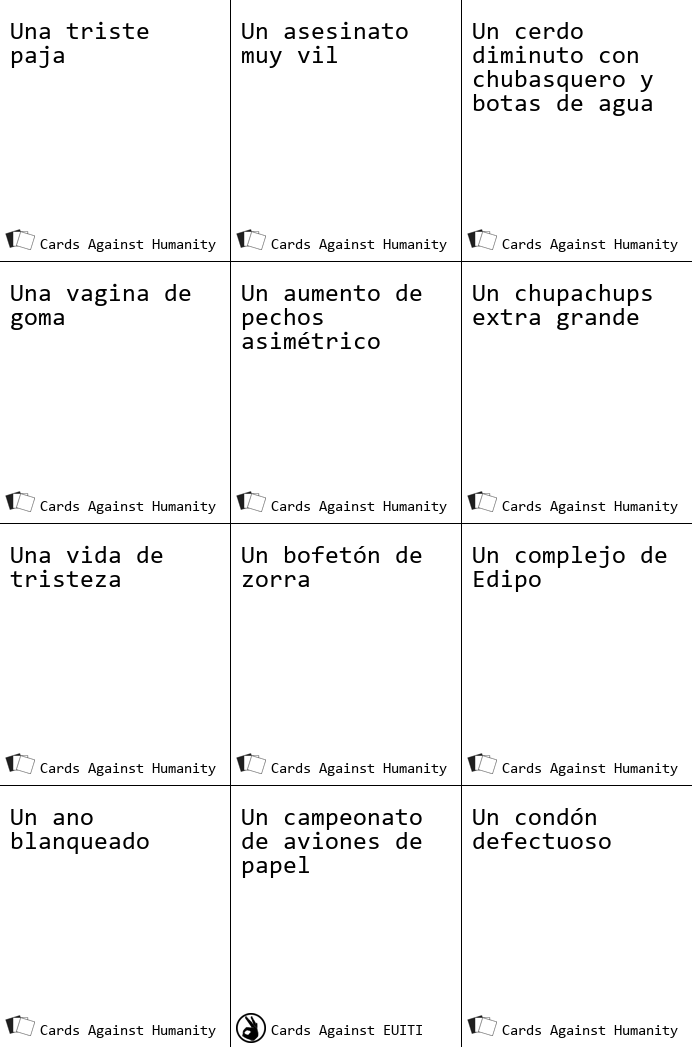 Una triste
paja
Cards Against Humanity
Un asesinato
muy vil
Cards Against Humanity
Un cerdo
diminuto con
chubasquero y
botas de agua
Cards Against Humanity
Una vagina de
goma
Cards Against Humanity
Un aumento de
pechos
asimétrico
Cards Against Humanity
Un chupachups
extra grande
Cards Against Humanity
Una vida de
tristeza
Cards Against Humanity
Un bofetón de
zorra
Cards Against Humanity
Un complejo de
Edipo
Cards Against Humanity
Un ano
blanqueado
Cards Against Humanity
Un campeonato
de aviones de
papel
Cards Against EUITI
Un condón
defectuoso
Cards Against Humanity